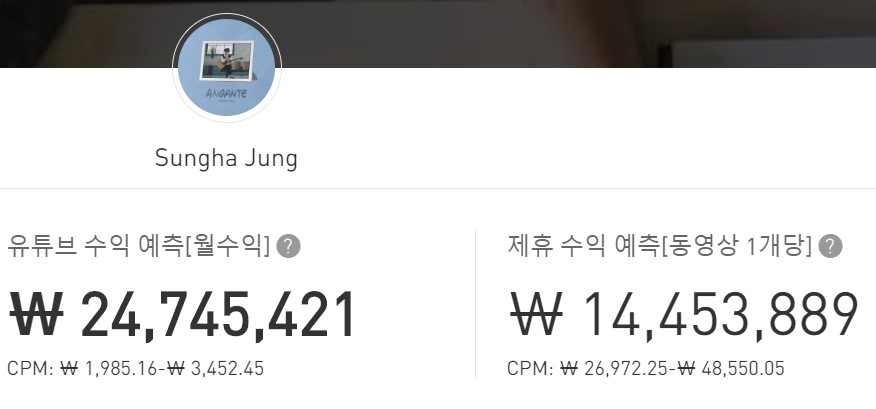 ANDANTE
Sungha Jung
유튜브 수익 예측[월수익] ?
₩ 24,745,421
CPM: ₩ 1,985.16-₩ 3,452.45
제휴 수익 예측[동영상 1개당] ?
₩ 14,453,889
CPM: ₩ 26,972.25-₩ 48,550.05